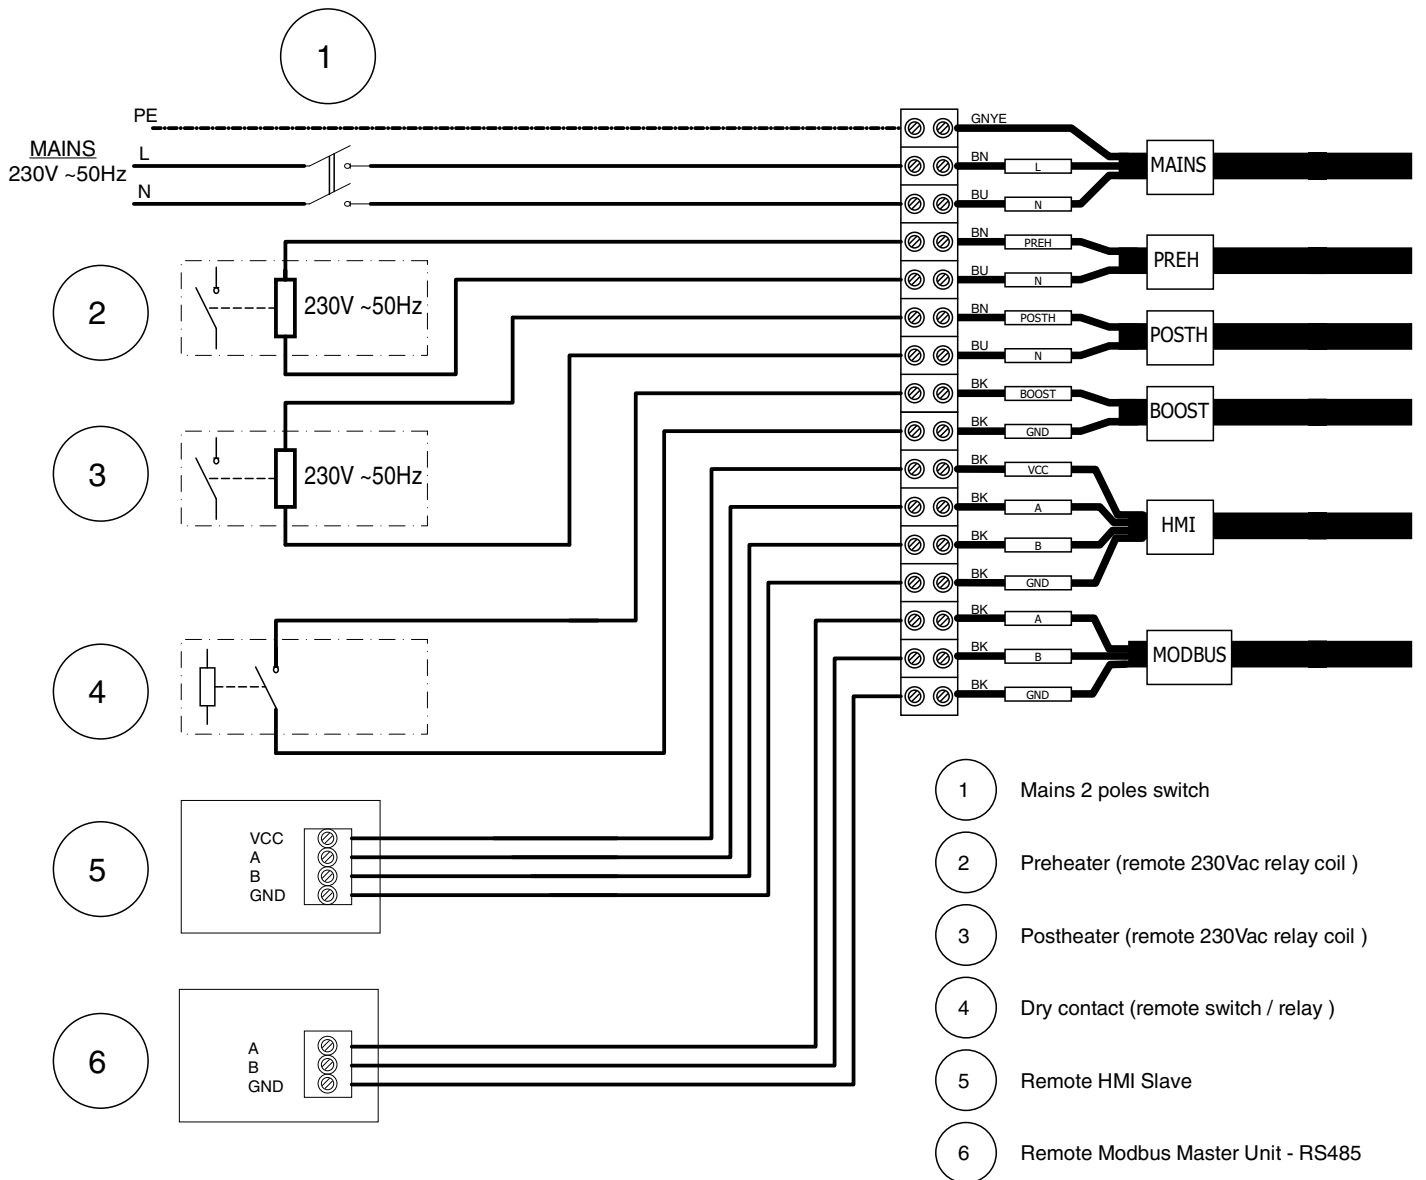 1
PE
MAINS
230V ~50Hz
L
N
GNYE
BN
L
BU
N
MAINS
BN
PREH
BU
N
PREH
BN
POSTH
BU
N
POSTH
BK
BOOST
BK
GND
BOOST
BK
VCC
BK
A
BK
B
BK
GND
HMI
BK
A
BK
B
BK
GND
MODBUS
2
230V ~50Hz
3
230V ~50Hz
4
5
VCC
A
B
GND
6
A
B
GND
1 Mains 2 poles switch
2 Preheater (remote 230Vac relay coil )
3 Postheater (remote 230Vac relay coil )
4 Dry contact (remote switch / relay )
5 Remote HMI Slave
6 Remote Modbus Master Unit - RS485